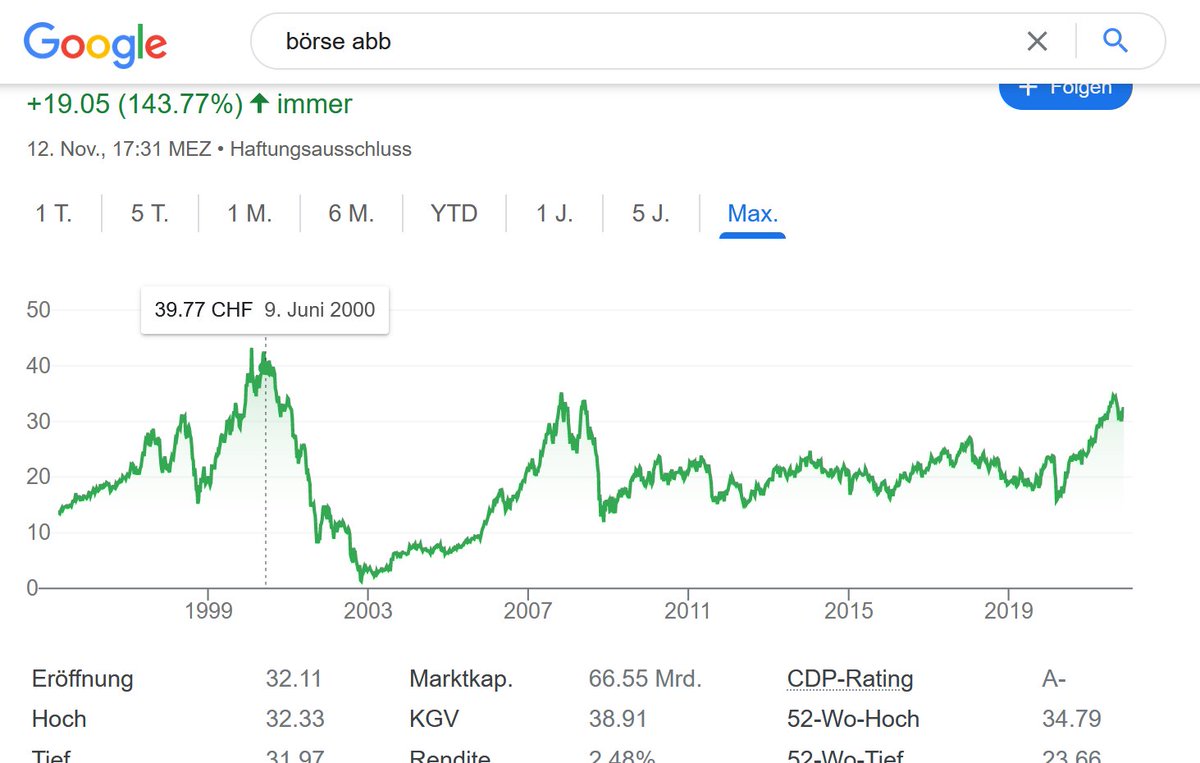 Google börse abb
+ Folgen
+19.05 (143.77%) ↑ immer
12. Nov., 17:31 MEZ • Haftungsausschluss
1 T. 5 T. 1 M. 6 M. YTD 1 J. 5 J. Max.
39.77 CHF 9. Juni 2000
50
40
30
20
10
0
1999 2003 2007 2011 2015 2019
Eröffnung 32.11 Marktkap. 66.55 Mrd. CDP-Rating A-
Hoch 32.33 KGV 38.91 52-Wo-Hoch 34.79
Tief 31.97 Rendite 2.48% 52-Wo-Tief 23.66